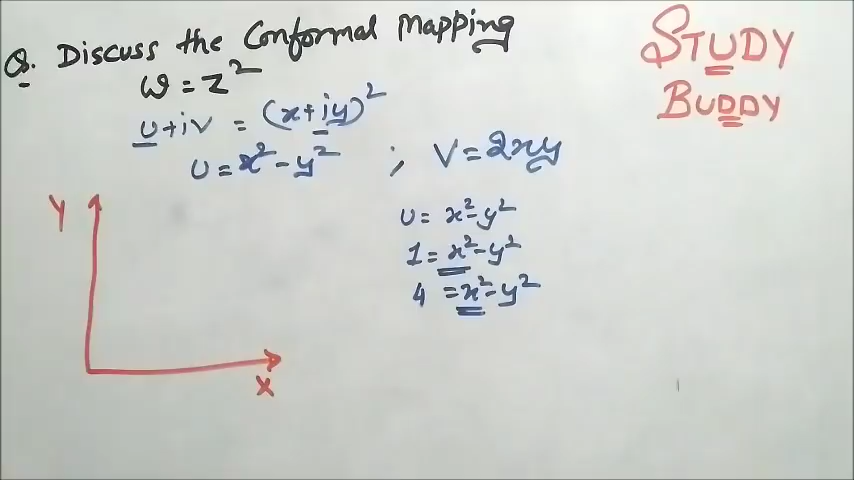 Q. Discuss the Conformal Mapping
ω = z²
u+iv = (x+iy)²
u = x²-y² ; V = 2xy
u = x²-y²
1 = x²-y²
4 = x²-y²
Y
X
STUDY
BUDDY